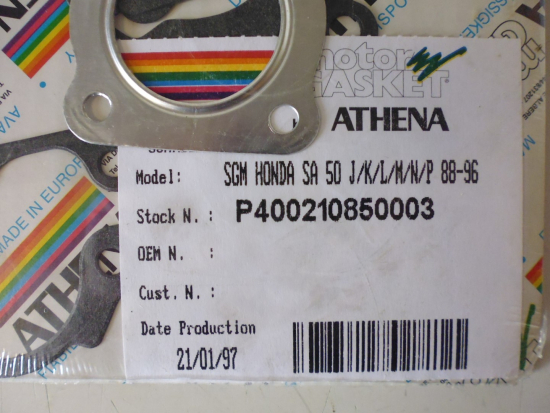 motor
GASKET
ATHENA
Model: SGM HONDA SA 50 J/K/L/M/N/P 88-96
Stock N. : P400210850003
OEM N. :
Cust. N. :
Date Production
21/01/97
MADE IN EUROPE
ATHENA